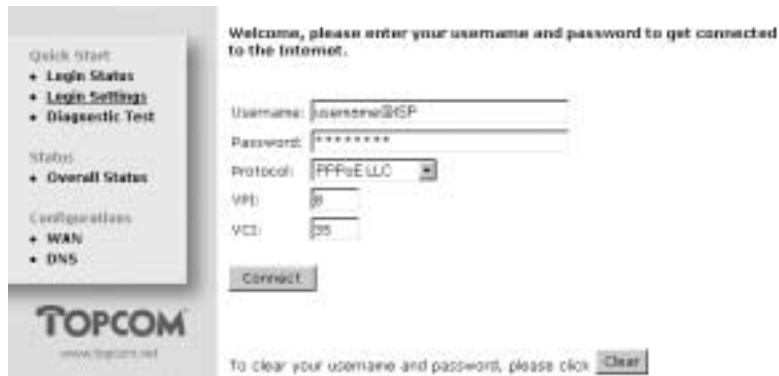 Welcome, please enter your username and password to get connected
to the Internet.
Quick Start
Login Status
Login Settings
Diagnostic Test
Status
Overall Status
Configurations
WAN
DNS
Username: username@ISP
Password: ********
Protocol: PPPoE LLC
VPI: 8
VCI: 35
Connect
TOPCOM
www.topcom.net
To clear your username and password, please click Clear